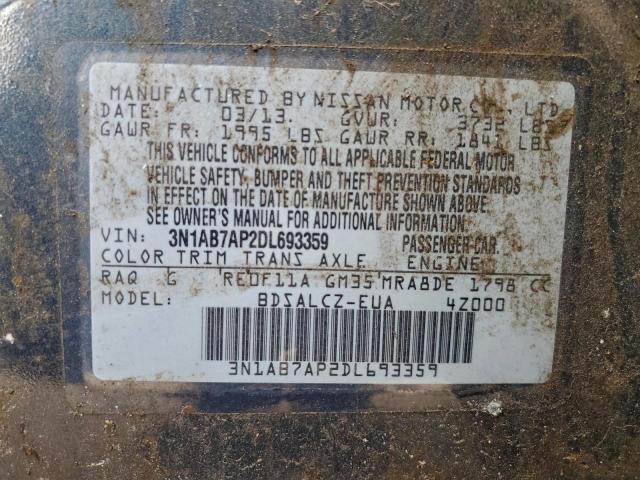 MANUFACTURED BY NISSAN MOTOR CO., LTD.
DATE: 03/13. GVWR: 3732 LBS
GAWR FR: 1995 LBS GAWR RR: 1841 LBS
THIS VEHICLE CONFORMS TO ALL APPLICABLE FEDERAL MOTOR
VEHICLE SAFETY, BUMPER AND THEFT PREVENTION STANDARDS
IN EFFECT ON THE DATE OF MANUFACTURE SHOWN ABOVE.
SEE OWNER'S MANUAL FOR ADDITIONAL INFORMATION.
VIN: 3N1AB7AP2DL693359 PASSENGER-CAR.
COLOR TRIM TRANS AXLE ENGINE
RAQ G RE0F11A GM35 MRA8DE 1798 CC
MODEL: BDSALCZ-EUA 4Z000
3N1AB7AP2DL693359